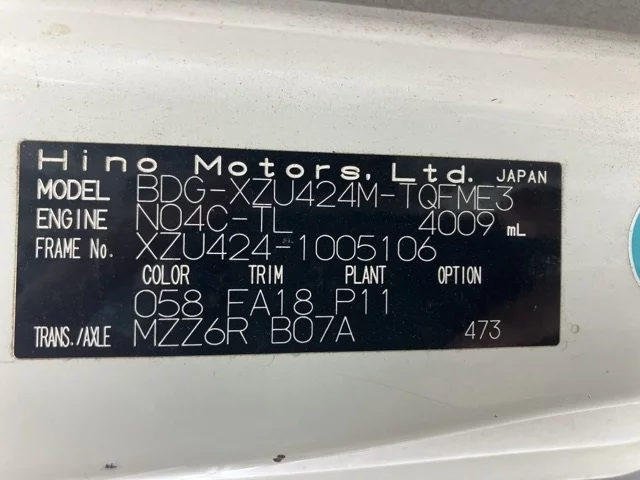 Hino Motors, Ltd. JAPAN
MODEL BDG-XZU424M-TQFME3
ENGINE N04C-TL 4009 mL
FRAME No. XZU424-1005106
COLOR TRIM PLANT OPTION
058 FA18 P11
TRANS./AXLE MZZ6R B07A 473